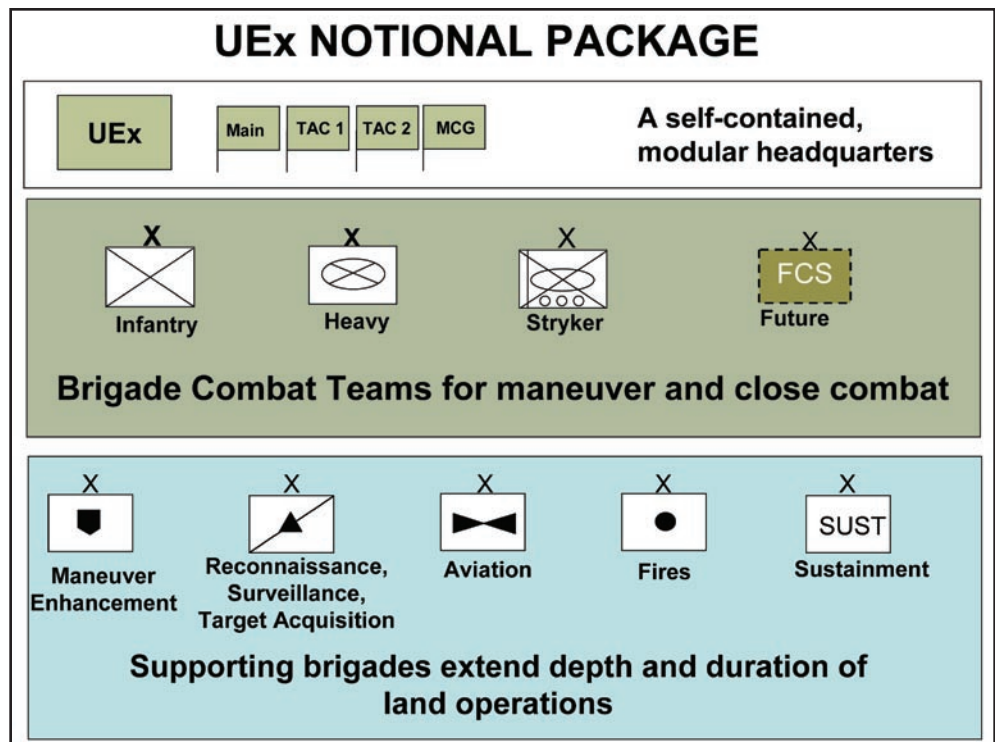 UEx NOTIONAL PACKAGE
UEx
Main
TAC 1
TAC 2
MCG
A self-contained,
modular headquarters
X
X
X
X
FCS
Infantry
Heavy
Stryker
Future
Brigade Combat Teams for maneuver and close combat
X
X
X
X
X
SUST
Maneuver
Enhancement
Reconnaissance,
Surveillance,
Target Acquisition
Aviation
Fires
Sustainment
Supporting brigades extend depth and duration of
land operations